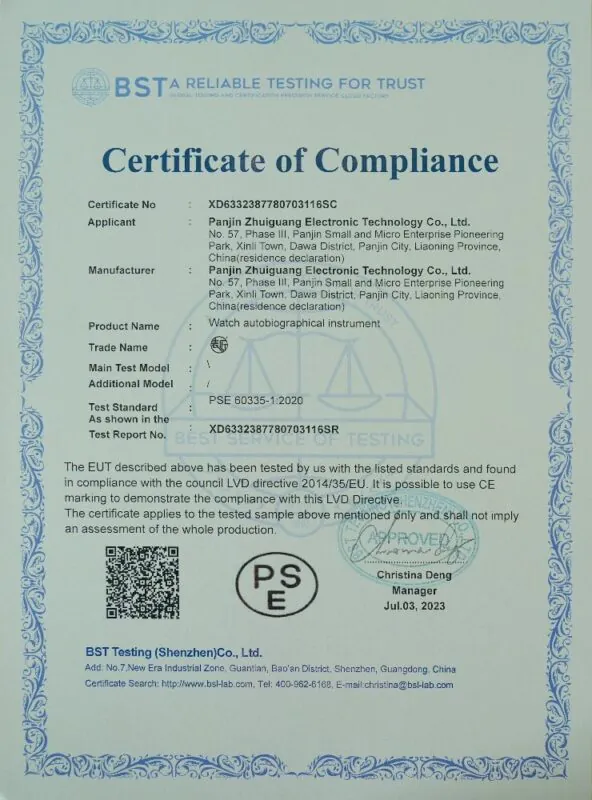 BST A RELIABLE TESTING FOR TRUST
Certificate of Compliance
Certificate No : XD6332387780703116SC
Applicant : Panjin Zhuiguang Electronic Technology Co., Ltd.
No. 57, Phase III, Panjin Small and Micro Enterprise Pioneering
Park, Xinli Town, Dawa District, Panjin City, Liaoning Province,
China(residence declaration)
Manufacturer : Panjin Zhuiguang Electronic Technology Co., Ltd.
No. 57, Phase III, Panjin Small and Micro Enterprise Pioneering
Park, Xinli Town, Dawa District, Panjin City, Liaoning Province,
China(residence declaration)
Product Name : Watch autobiographical instrument
Trade Name :
Main Test Model : \
Additional Model : /
Test Standard : PSE 60335-1:2020
As shown in the
Test Report No. : XD6332387780703116SR
BEST SERVICE OF TESTING
The EUT described above has been tested by us with the listed standards and found
in compliance with the council LVD directive 2014/35/EU. It is possible to use CE
marking to demonstrate the compliance with this LVD Directive.
The certificate applies to the tested sample above mentioned only and shall not imply
an assessment of the whole production.
APPROVED
PS
E
Christina Deng
Manager
Jul.03, 2023
BST Testing (Shenzhen)Co., Ltd.
Add: No.7,New Era Industrial Zone, Guantian, Bao'an District, Shenzhen, Guangdong, China
Certificate Search: http://www.bsl-lab.com, Tel: 400-962-6168, E-mail:christina@bsl-lab.com